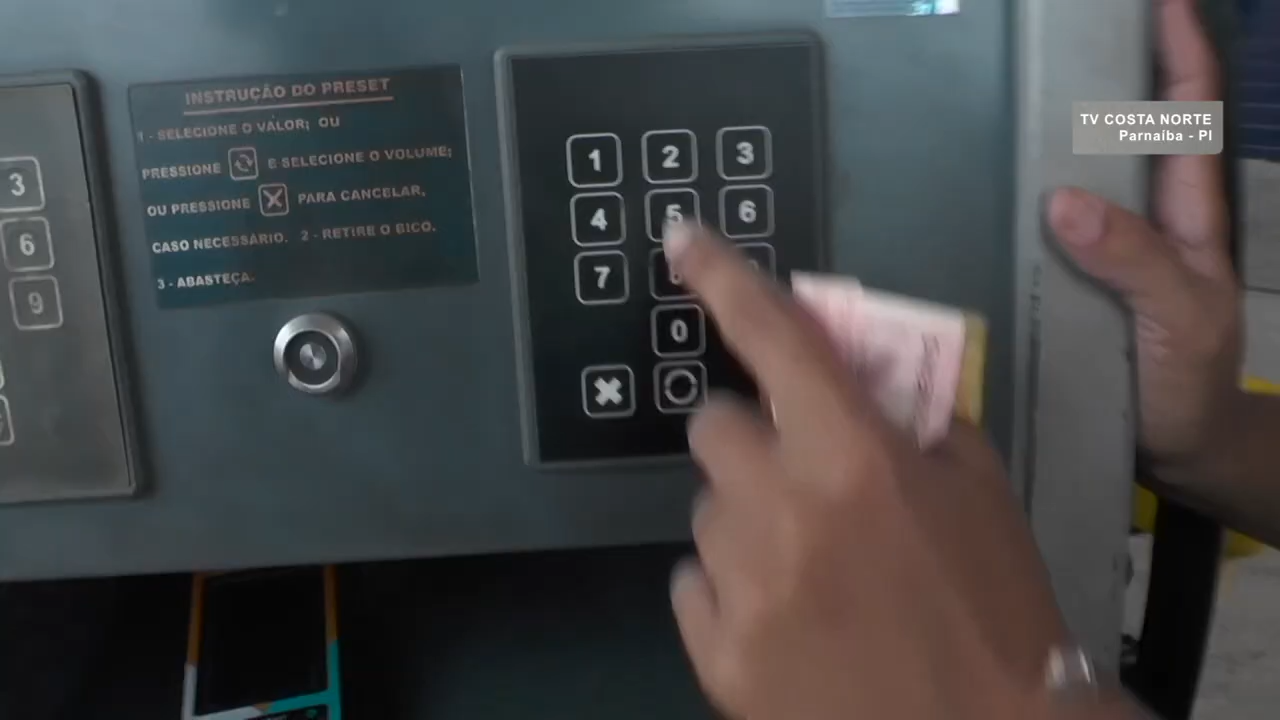 TV COSTA NORTE
Parnaíba - PI
INSTRUÇÃO DO PRESET
1 - SELECIONE O VALOR; OU
PRESSIONE E SELECIONE O VOLUME;
OU PRESSIONE PARA CANCELAR,
CASO NECESSÁRIO. 2 - RETIRE O BICO.
3 - ABASTEÇA.
3
6
9
1 2 3
4 5 6
7
0